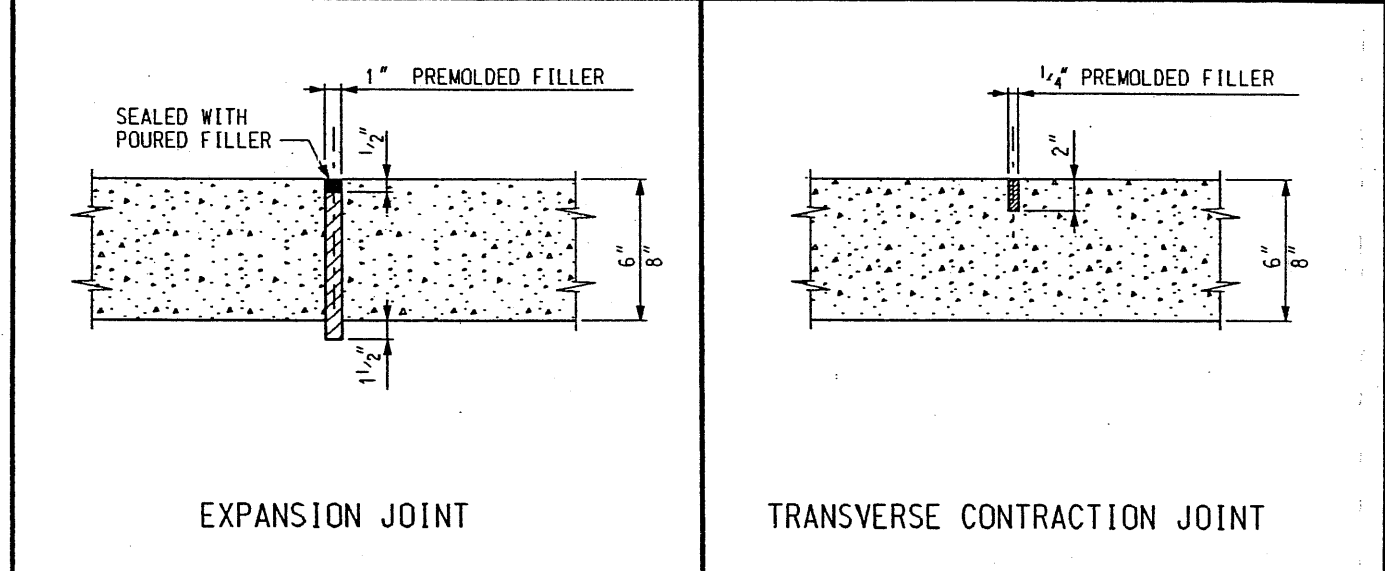 1" PREMOLDED FILLER
SEALED WITH
POURED FILLER
1/2"
6"
8"
1 1/2"
EXPANSION JOINT
1/4" PREMOLDED FILLER
2"
6"
8"
TRANSVERSE CONTRACTION JOINT